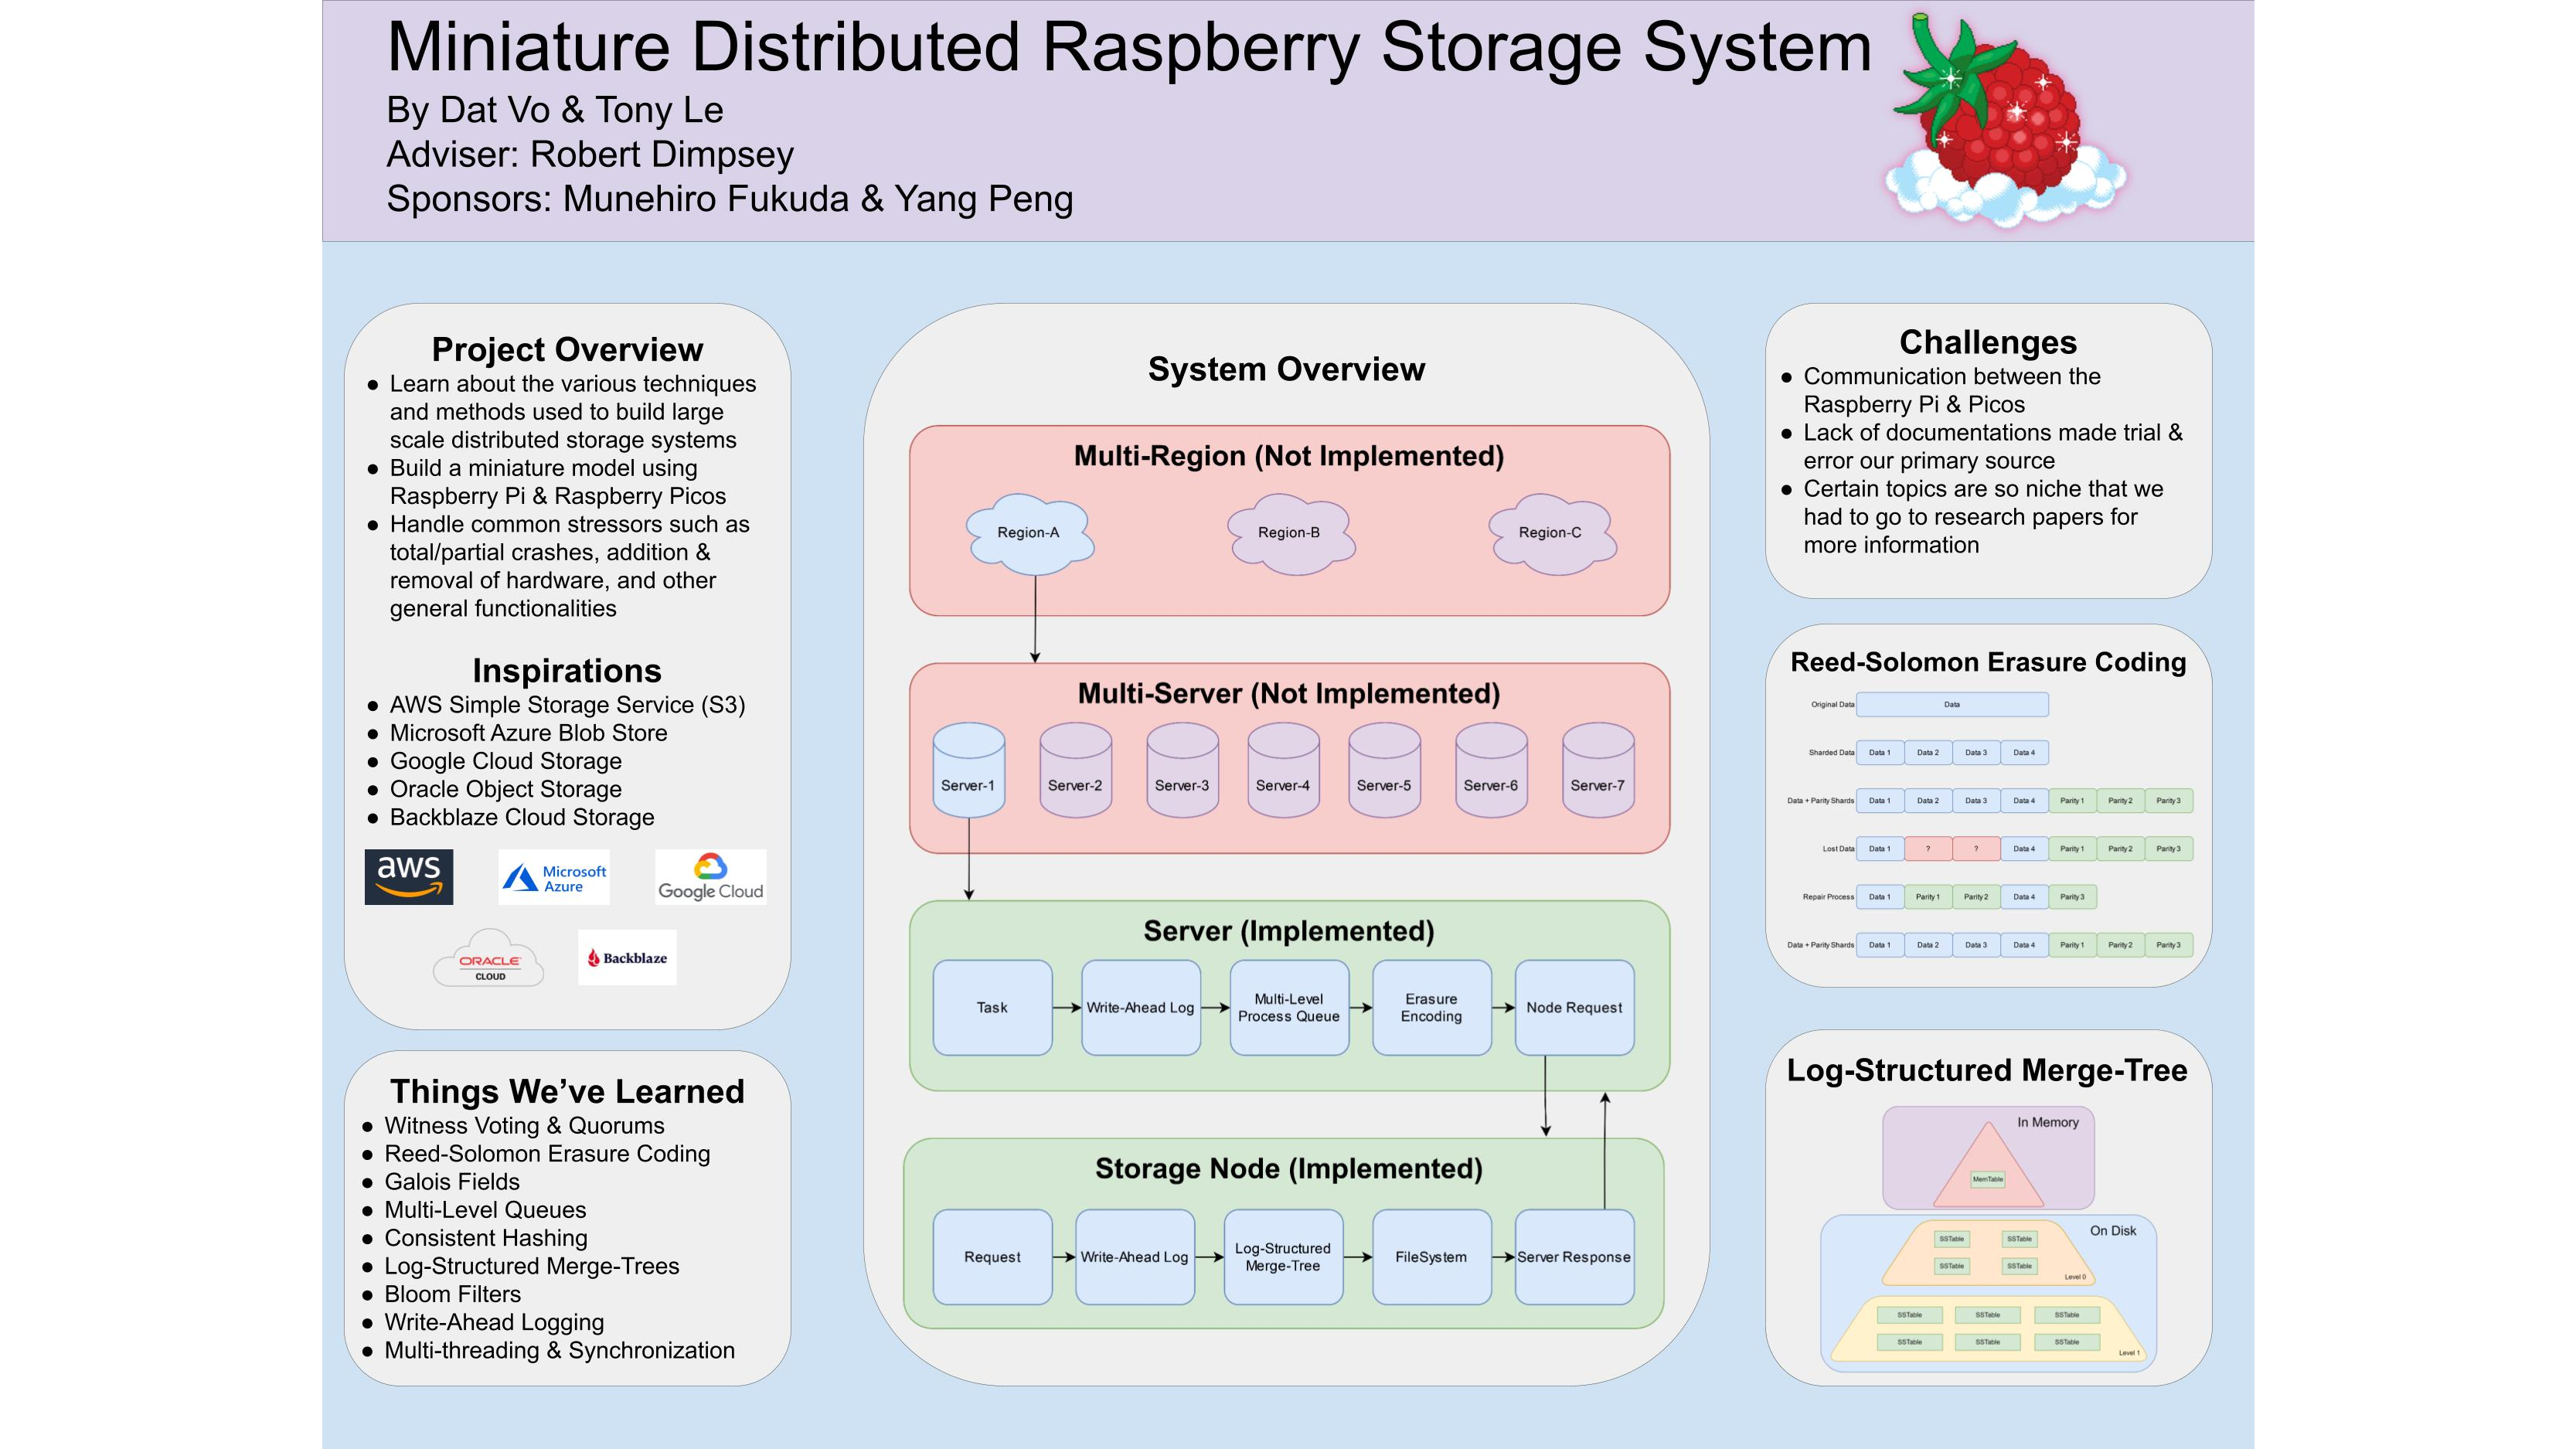 Miniature Distributed Raspberry Storage System
By Dat Vo & Tony Le
Adviser: Robert Dimpsey
Sponsors: Munehiro Fukuda & Yang Peng
Project Overview
● Learn about the various techniques
and methods used to build large
scale distributed storage systems
● Build a miniature model using
Raspberry Pi & Raspberry Picos
● Handle common stressors such as
total/partial crashes, addition &
removal of hardware, and other
general functionalities
Inspirations
● AWS Simple Storage Service (S3)
● Microsoft Azure Blob Store
● Google Cloud Storage
● Oracle Object Storage
● Backblaze Cloud Storage
aws
Microsoft
Azure
Google Cloud
ORACLE
CLOUD
Backblaze
Things We've Learned
● Witness Voting & Quorums
● Reed-Solomon Erasure Coding
● Galois Fields
● Multi-Level Queues
● Consistent Hashing
● Log-Structured Merge-Trees
● Bloom Filters
● Write-Ahead Logging
● Multi-threading & Synchronization
System Overview
Multi-Region (Not Implemented)
Region-A Region-B Region-C
Multi-Server (Not Implemented)
Server-1 Server-2 Server-3 Server-4 Server-5 Server-6 Server-7
Server (Implemented)
Task
Write-Ahead Log
Multi-Level
Process Queue
Erasure
Encoding
Node Request
Storage Node (Implemented)
Request
Write-Ahead Log
Log-Structured
Merge-Tree
FileSystem
Server Response
Challenges
● Communication between the
Raspberry Pi & Picos
● Lack of documentations made trial &
error our primary source
● Certain topics are so niche that we
had to go to research papers for
more information
Reed-Solomon Erasure Coding
Original Data Data
Sharded Data Data 1 Data 2 Data 3 Data 4
Data + Parity Shards Data 1 Data 2 Data 3 Data 4 Parity 1 Parity 2 Parity 3
Lost Data Data 1 ? ? Data 4 Parity 1 Parity 2 Parity 3
Repair Process Data 1 Parity 1 Parity 2 Data 4 Parity 3
Data + Parity Shards Data 1 Data 2 Data 3 Data 4 Parity 1 Parity 2 Parity 3
Log-Structured Merge-Tree
In Memory
MemTable
On Disk
SSTable SSTable
SSTable SSTable
Level 0
SSTable SSTable SSTable
SSTable SSTable SSTable
Level 1